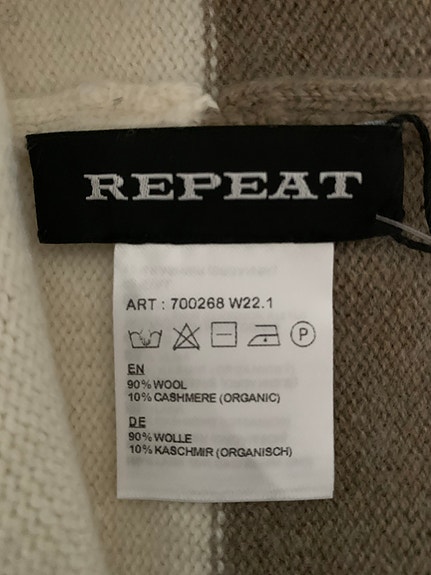 REPEAT
ART : 700268 W22.1
P
EN
90% WOOL
10% CASHMERE (ORGANIC)
DE
90% WOLLE
10% KASCHMIR (ORGANISCH)